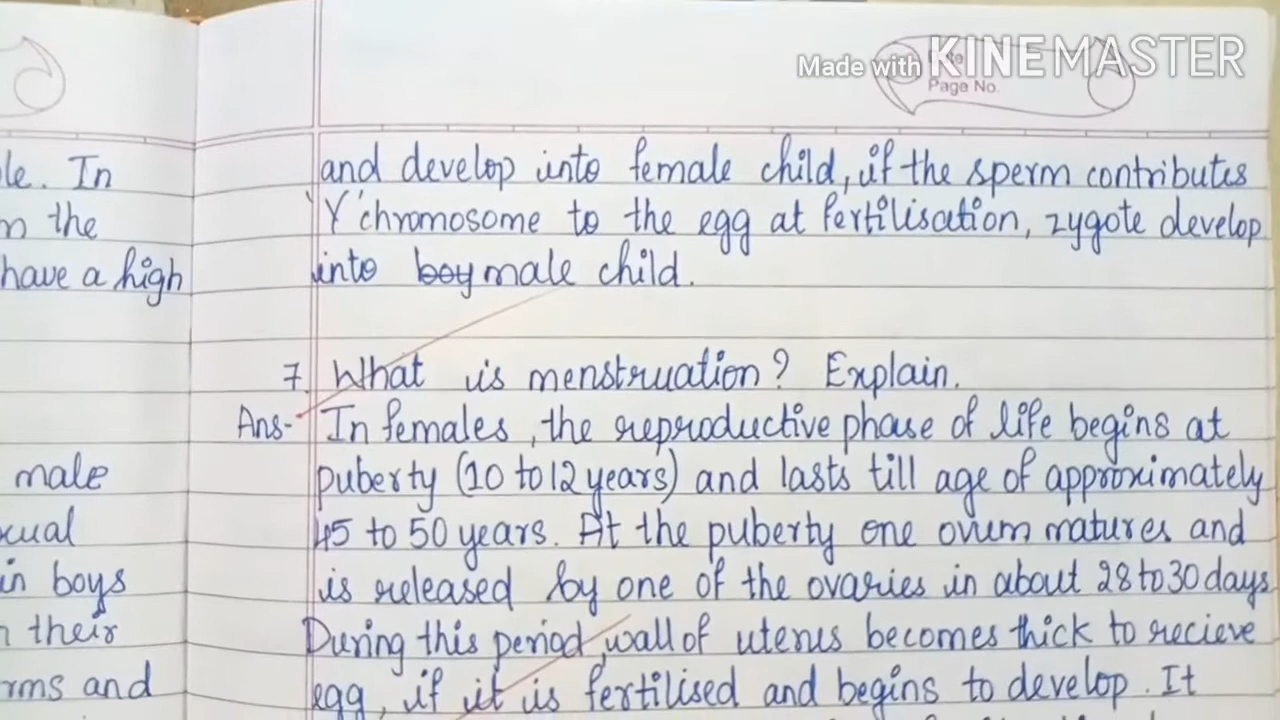 Made with KINEMASTER
Page No.
le. In
n the
have a high
male
xual
in boys
their
rms and
and develop into female child, if the sperm contributes
'Y' chromosome to the egg at fertilisation, zygote develop
into boy male child.
7. What is menstruation? Explain.
Ans- In females, the reproductive phase of life begins at
puberty (10 to 12 years) and lasts till age of approximately
45 to 50 years. At the puberty one ovum matures and
is released by one of the ovaries in about 28 to 30 days
During this period, wall of uterus becomes thick to recieve
egg, if it is fertilised and begins to develop. It